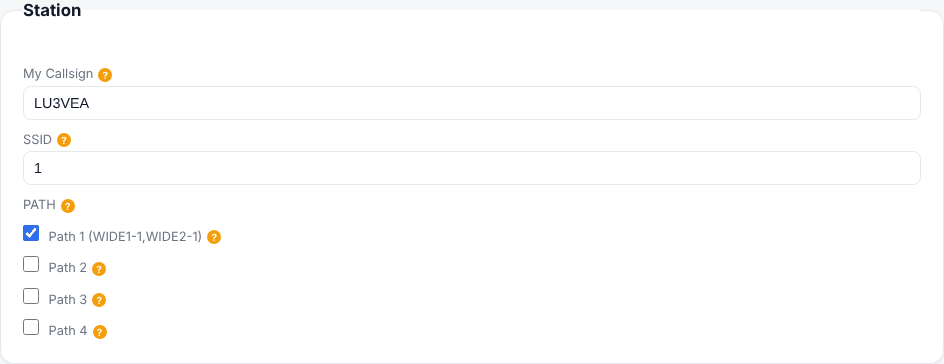 Station
My Callsign ?
LU3VEA
SSID ?
1
PATH ?
Path 1 (WIDE1-1,WIDE2-1) ?
Path 2 ?
Path 3 ?
Path 4 ?